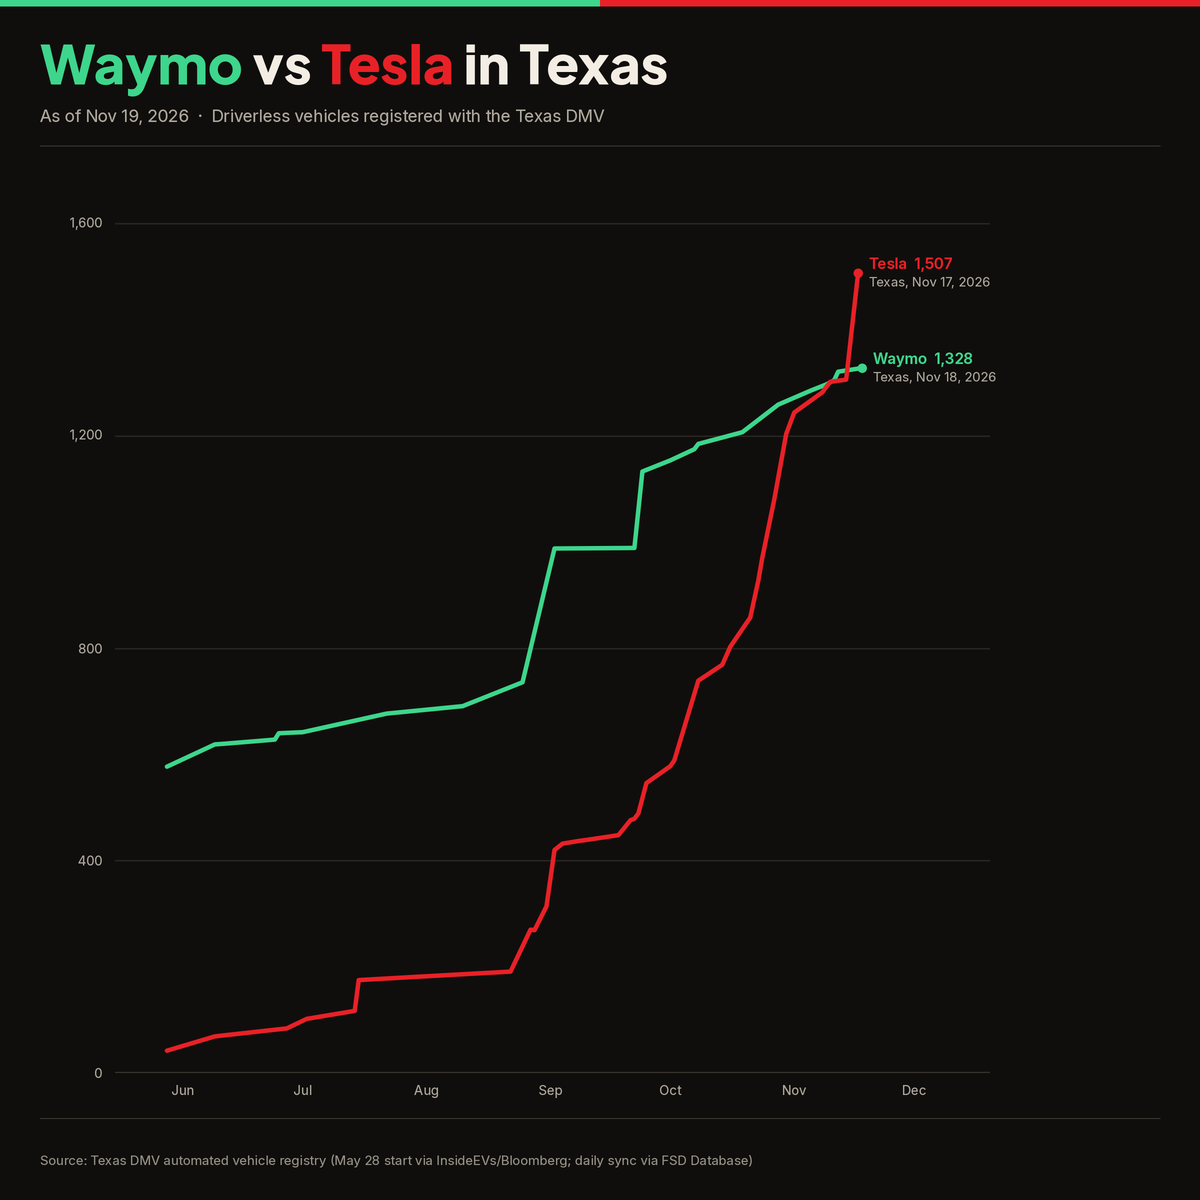 Waymo vs Tesla in Texas
As of Nov 19, 2026 · Driverless vehicles registered with the Texas DMV
1,600
Tesla 1,507
Texas, Nov 17, 2026
Waymo 1,328
Texas, Nov 18, 2026
1,200
800
400
0
Jun Jul Aug Sep Oct Nov Dec
Source: Texas DMV automated vehicle registry (May 28 start via InsideEVs/Bloomberg; daily sync via FSD Database)